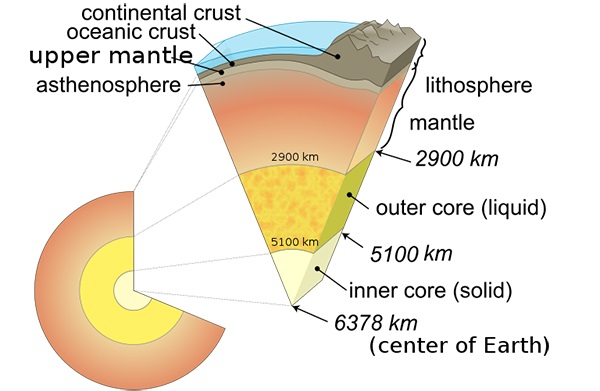 continental crust
oceanic crust
upper mantle
asthenosphere
lithosphere
mantle
2900 km
2900 km
outer core (liquid)
5100 km
5100 km
inner core (solid)
6378 km
(center of Earth)